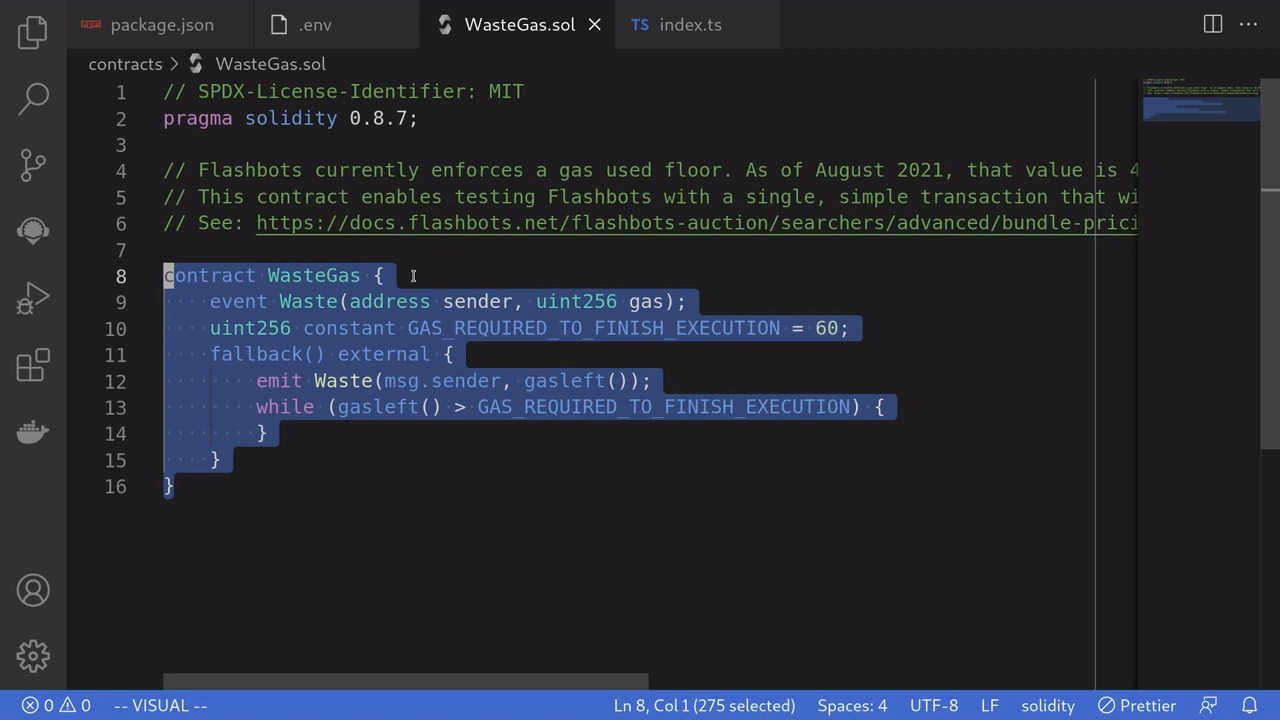 package.json
.env
WasteGas.sol
TS index.ts
contracts > WasteGas.sol
1 // SPDX-License-Identifier: MIT
2 pragma solidity 0.8.7;
3
4 // Flashbots currently enforces a gas used floor. As of August 2021, that value is 4
5 // This contract enables testing Flashbots with a single, simple transaction that wi
6 // See: https://docs.flashbots.net/flashbots-auction/searchers/advanced/bundle-prici
7
8 contract WasteGas {
9 event Waste(address sender, uint256 gas);
10 uint256 constant GAS_REQUIRED_TO_FINISH_EXECUTION = 60;
11 fallback() external {
12 emit Waste(msg.sender, gasleft());
13 while (gasleft() > GAS_REQUIRED_TO_FINISH_EXECUTION) {
14 }
15 }
16 }
0 0 -- VISUAL -- Ln 8, Col 1 (275 selected) Spaces: 4 UTF-8 LF solidity Prettier